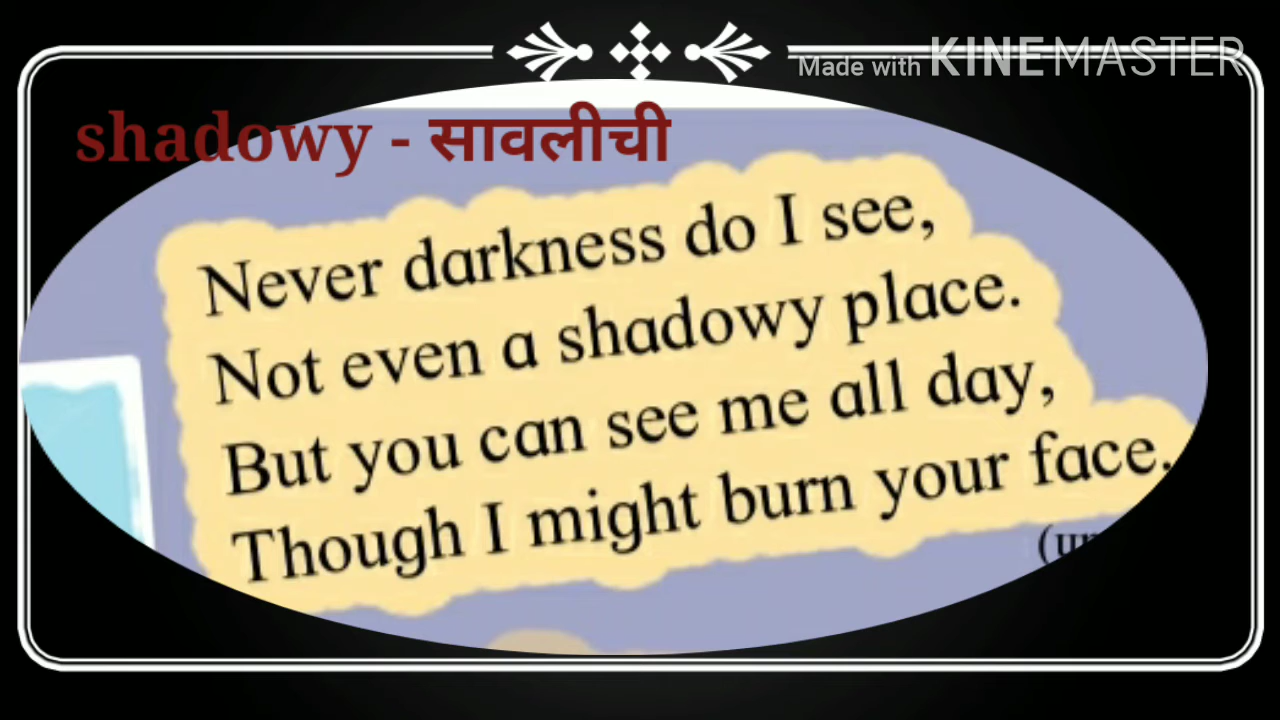 Made with KINEMASTER
shadowy - सावलीची
Never darkness do I see,
Not even a shadowy place.
But you can see me all day,
Though I might burn your face.